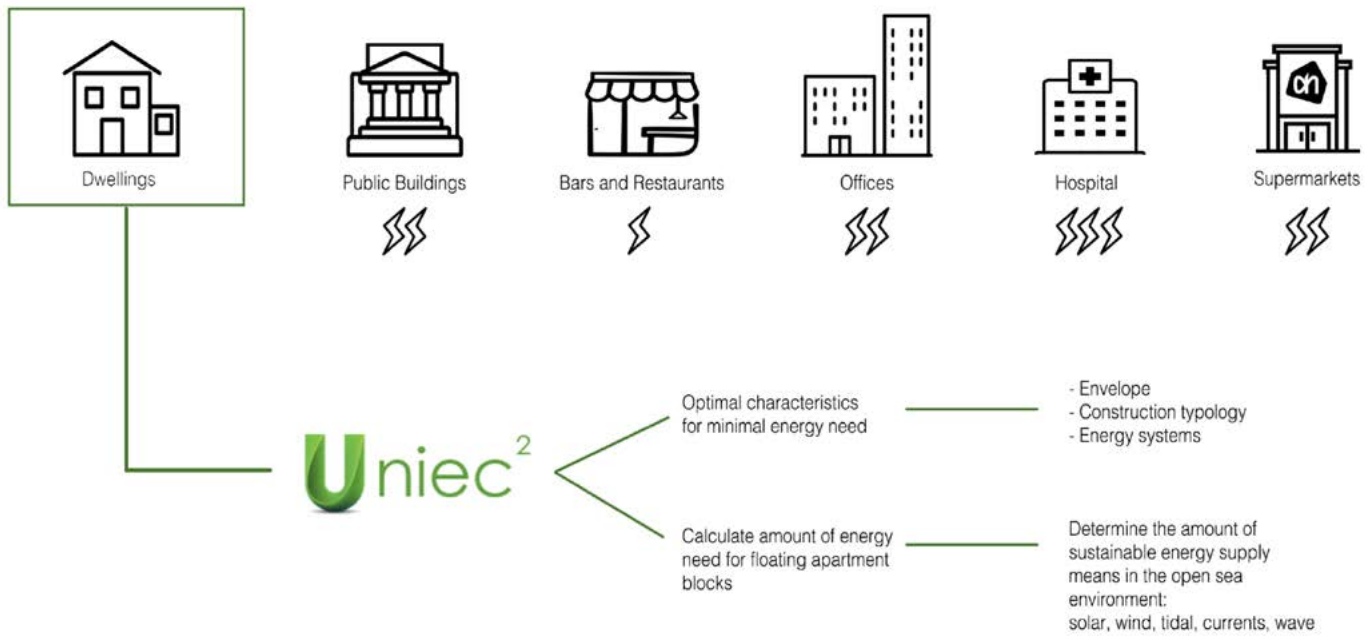 Dwellings
Public Buildings
Bars and Restaurants
Offices
Hospital
Supermarkets
Uniec²
Optimal characteristics
for minimal energy need
- Envelope
- Construction typology
- Energy systems
Calculate amount of energy
need for floating apartment
blocks
Determine the amount of
sustainable energy supply
means in the open sea
environment:
solar, wind, tidal, currents, wave